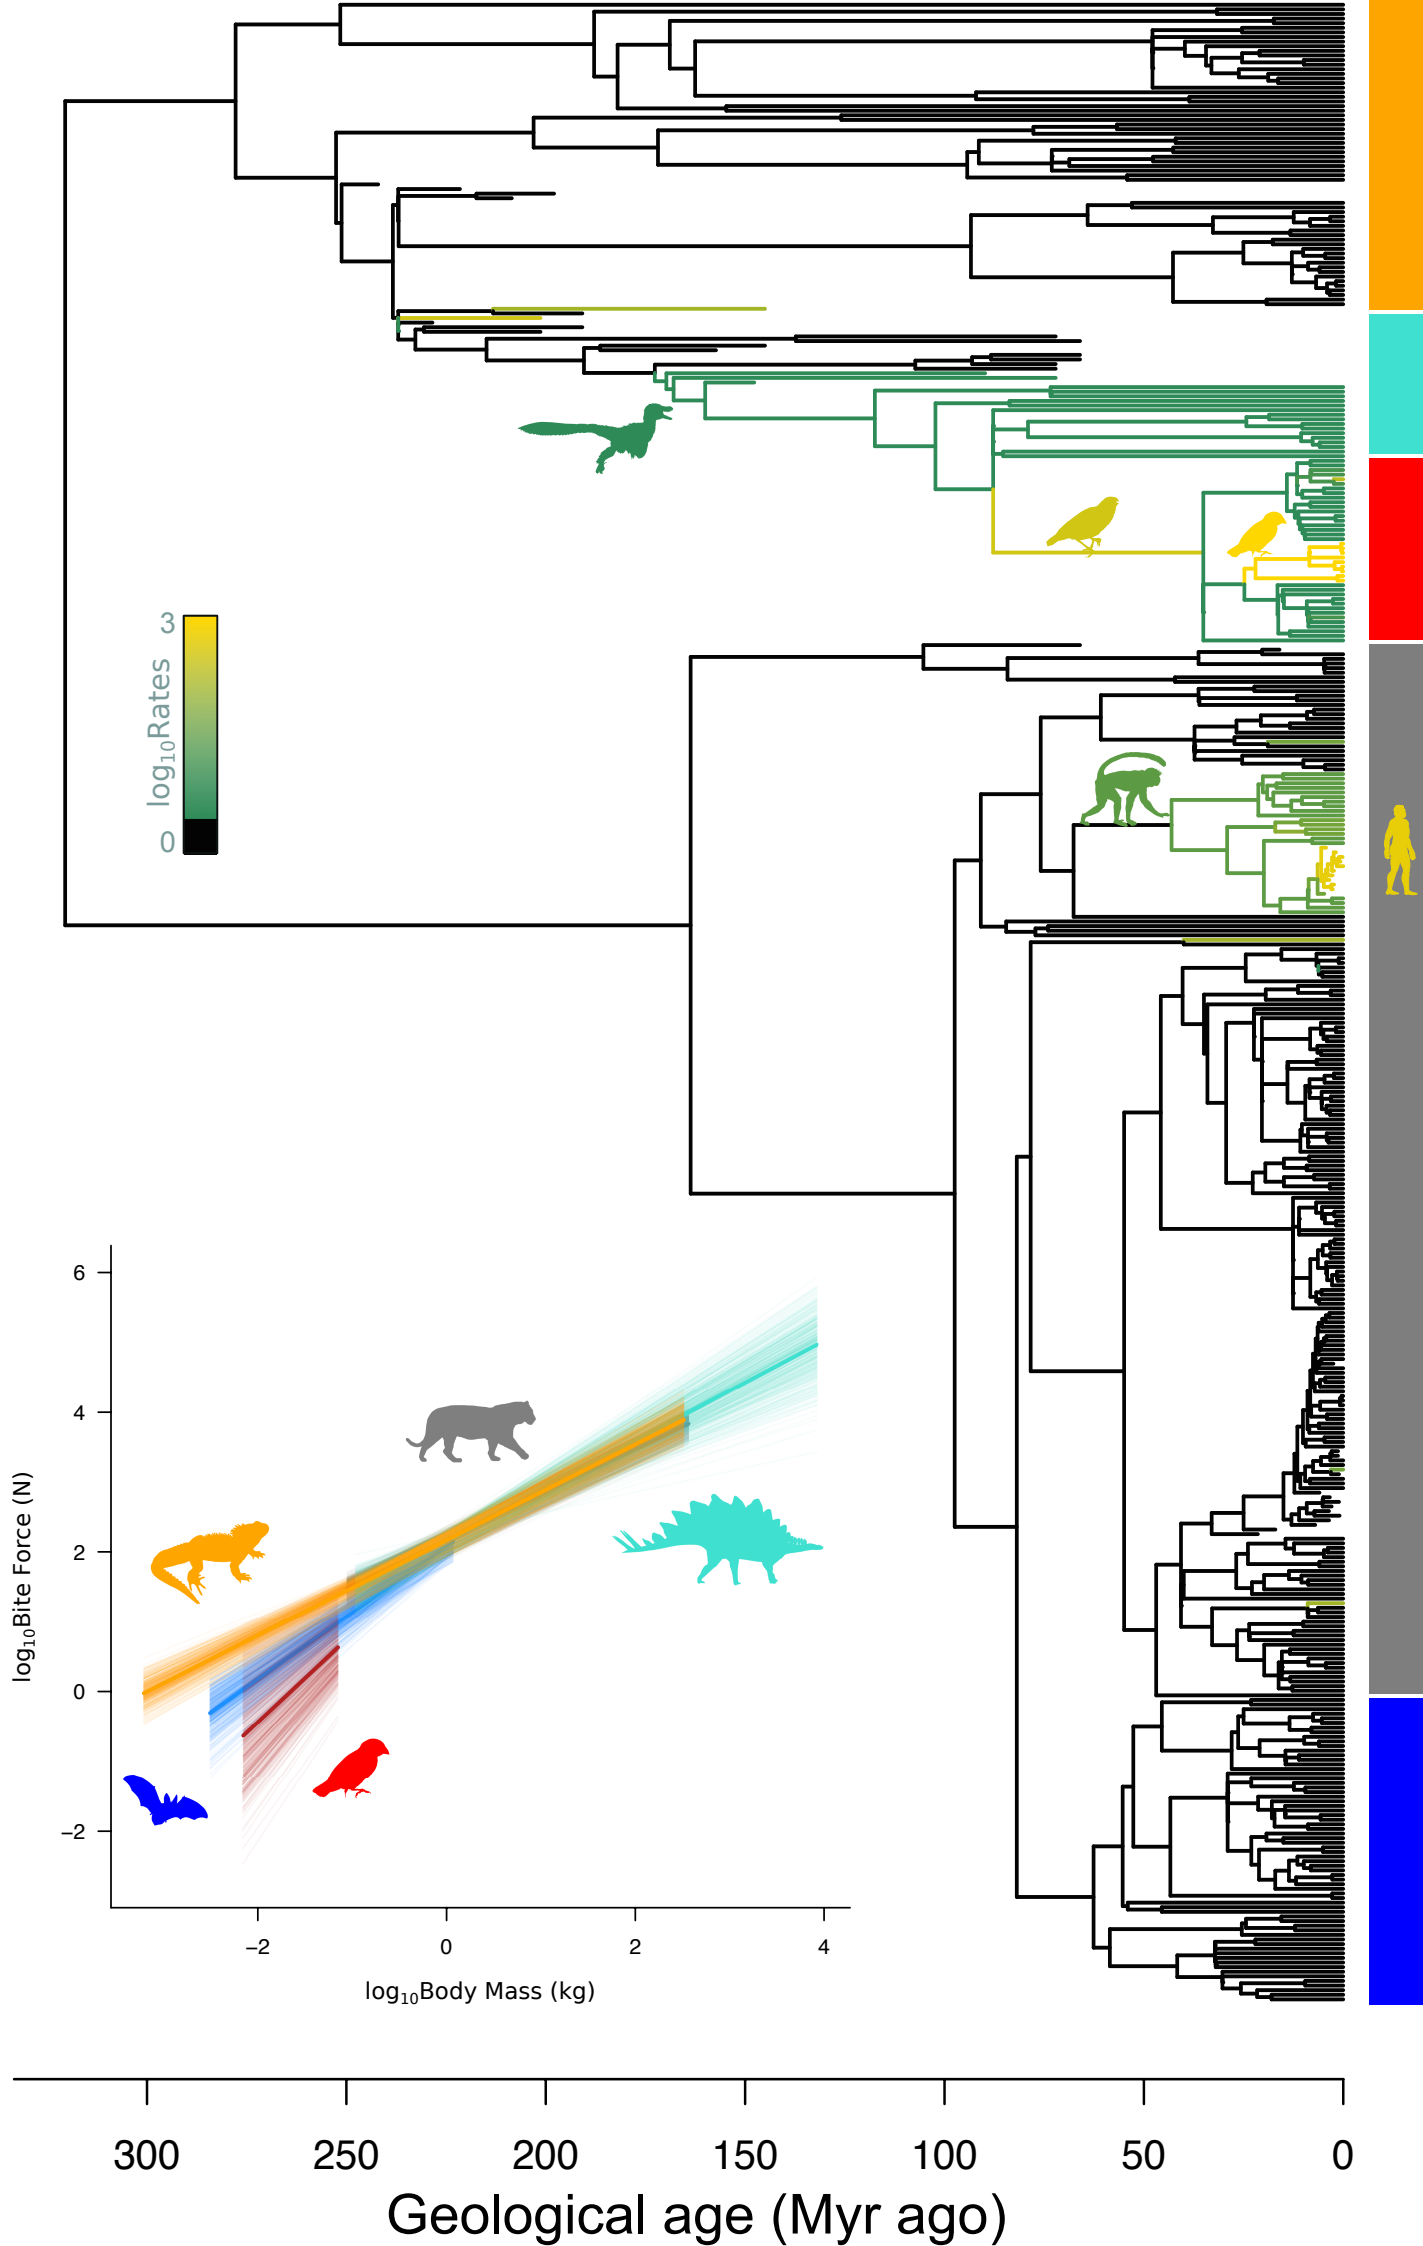 3
log₁₀Rates
0
6
4
2
0
−2
log₁₀Bite Force (N)
−2 0 2 4
log₁₀Body Mass (kg)
300 250 200 150 100 50 0
Geological age (Myr ago)